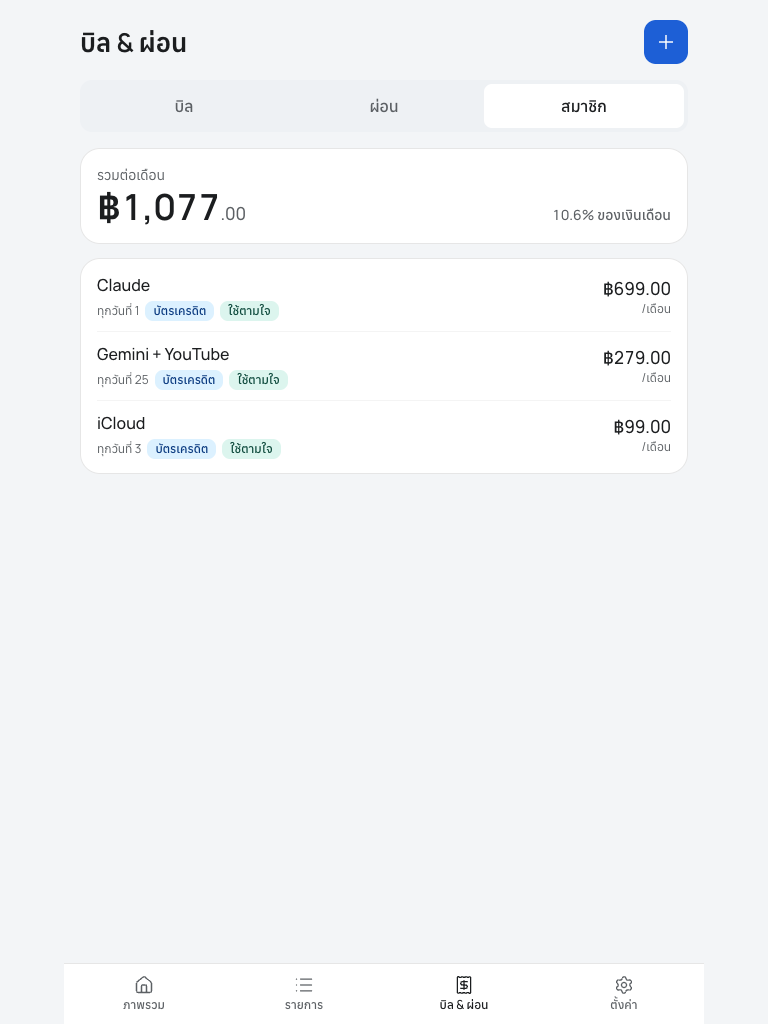 บิล & ผ่อน
บิล ผ่อน สมาชิก
รวมต่อเดือน
฿1,077.00
10.6% ของเงินเดือน
Claude
฿699.00
ทุกวันที่ 1 บัตรเครดิต ใช้ตามใจ
/เดือน
Gemini + YouTube
฿279.00
ทุกวันที่ 25 บัตรเครดิต ใช้ตามใจ
/เดือน
iCloud
฿99.00
ทุกวันที่ 3 บัตรเครดิต ใช้ตามใจ
/เดือน
ภาพรวม รายการ บิล & ผ่อน ตั้งค่า